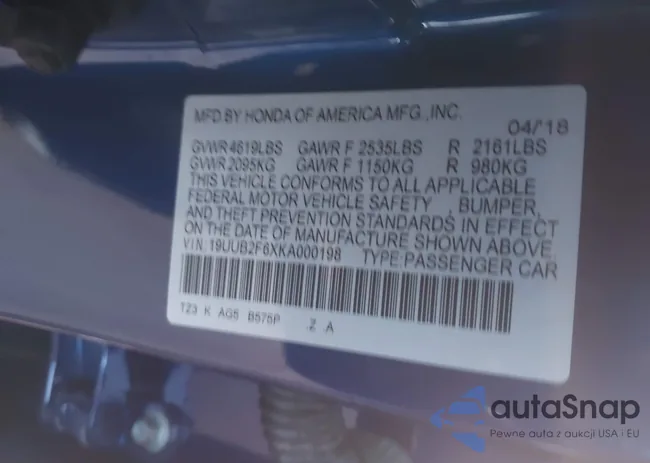 MFD BY HONDA OF AMERICA MFG.,INC.
04/'18
GVWR 4619LBS GAWR F 2535LBS R 2161LBS
GVWR 2095KG GAWR F 1150KG R 980KG
THIS VEHICLE CONFORMS TO ALL APPLICABLE
FEDERAL MOTOR VEHICLE SAFETY , BUMPER,
AND THEFT PREVENTION STANDARDS IN EFFECT
ON THE DATE OF MANUFACTURE SHOWN ABOVE.
VIN: 19UUB2F6XKA000198 TYPE:PASSENGER CAR
TZ3 K AG5 B575P .Z .A
autaSnap
Pewne auta z aukcji USA i EU